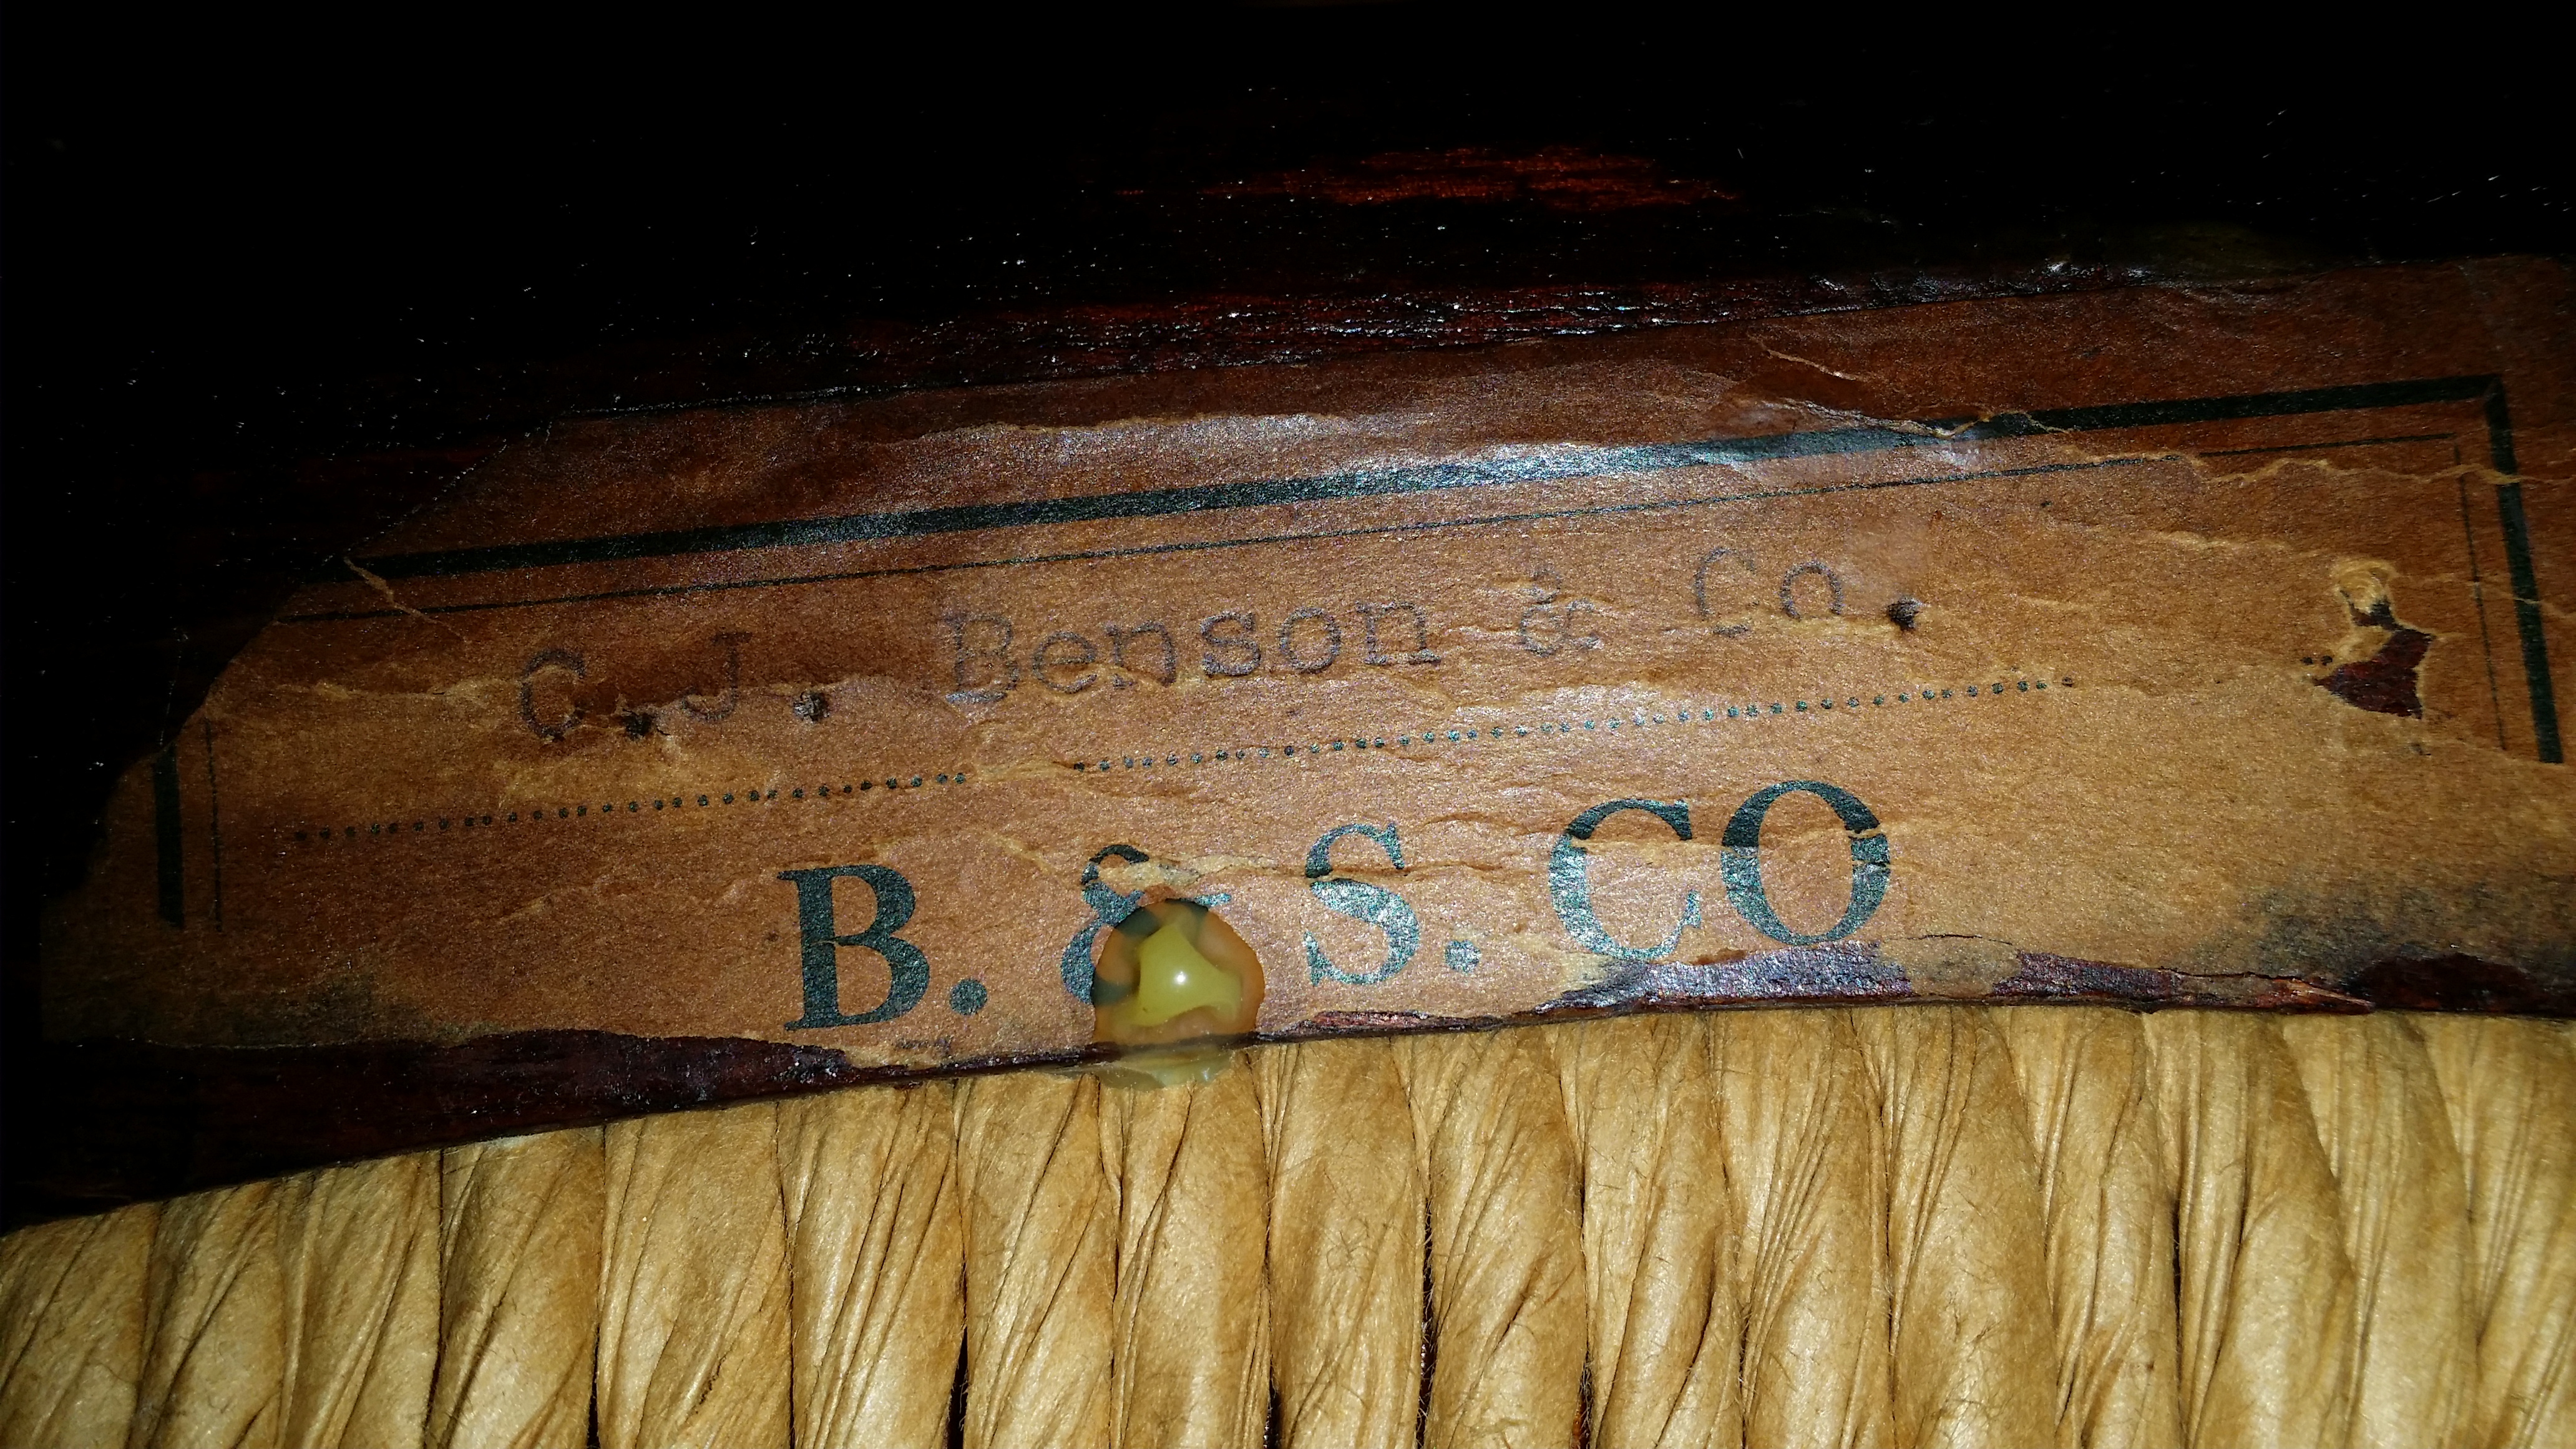 C.J. Benson & Co.
B. & S. CO